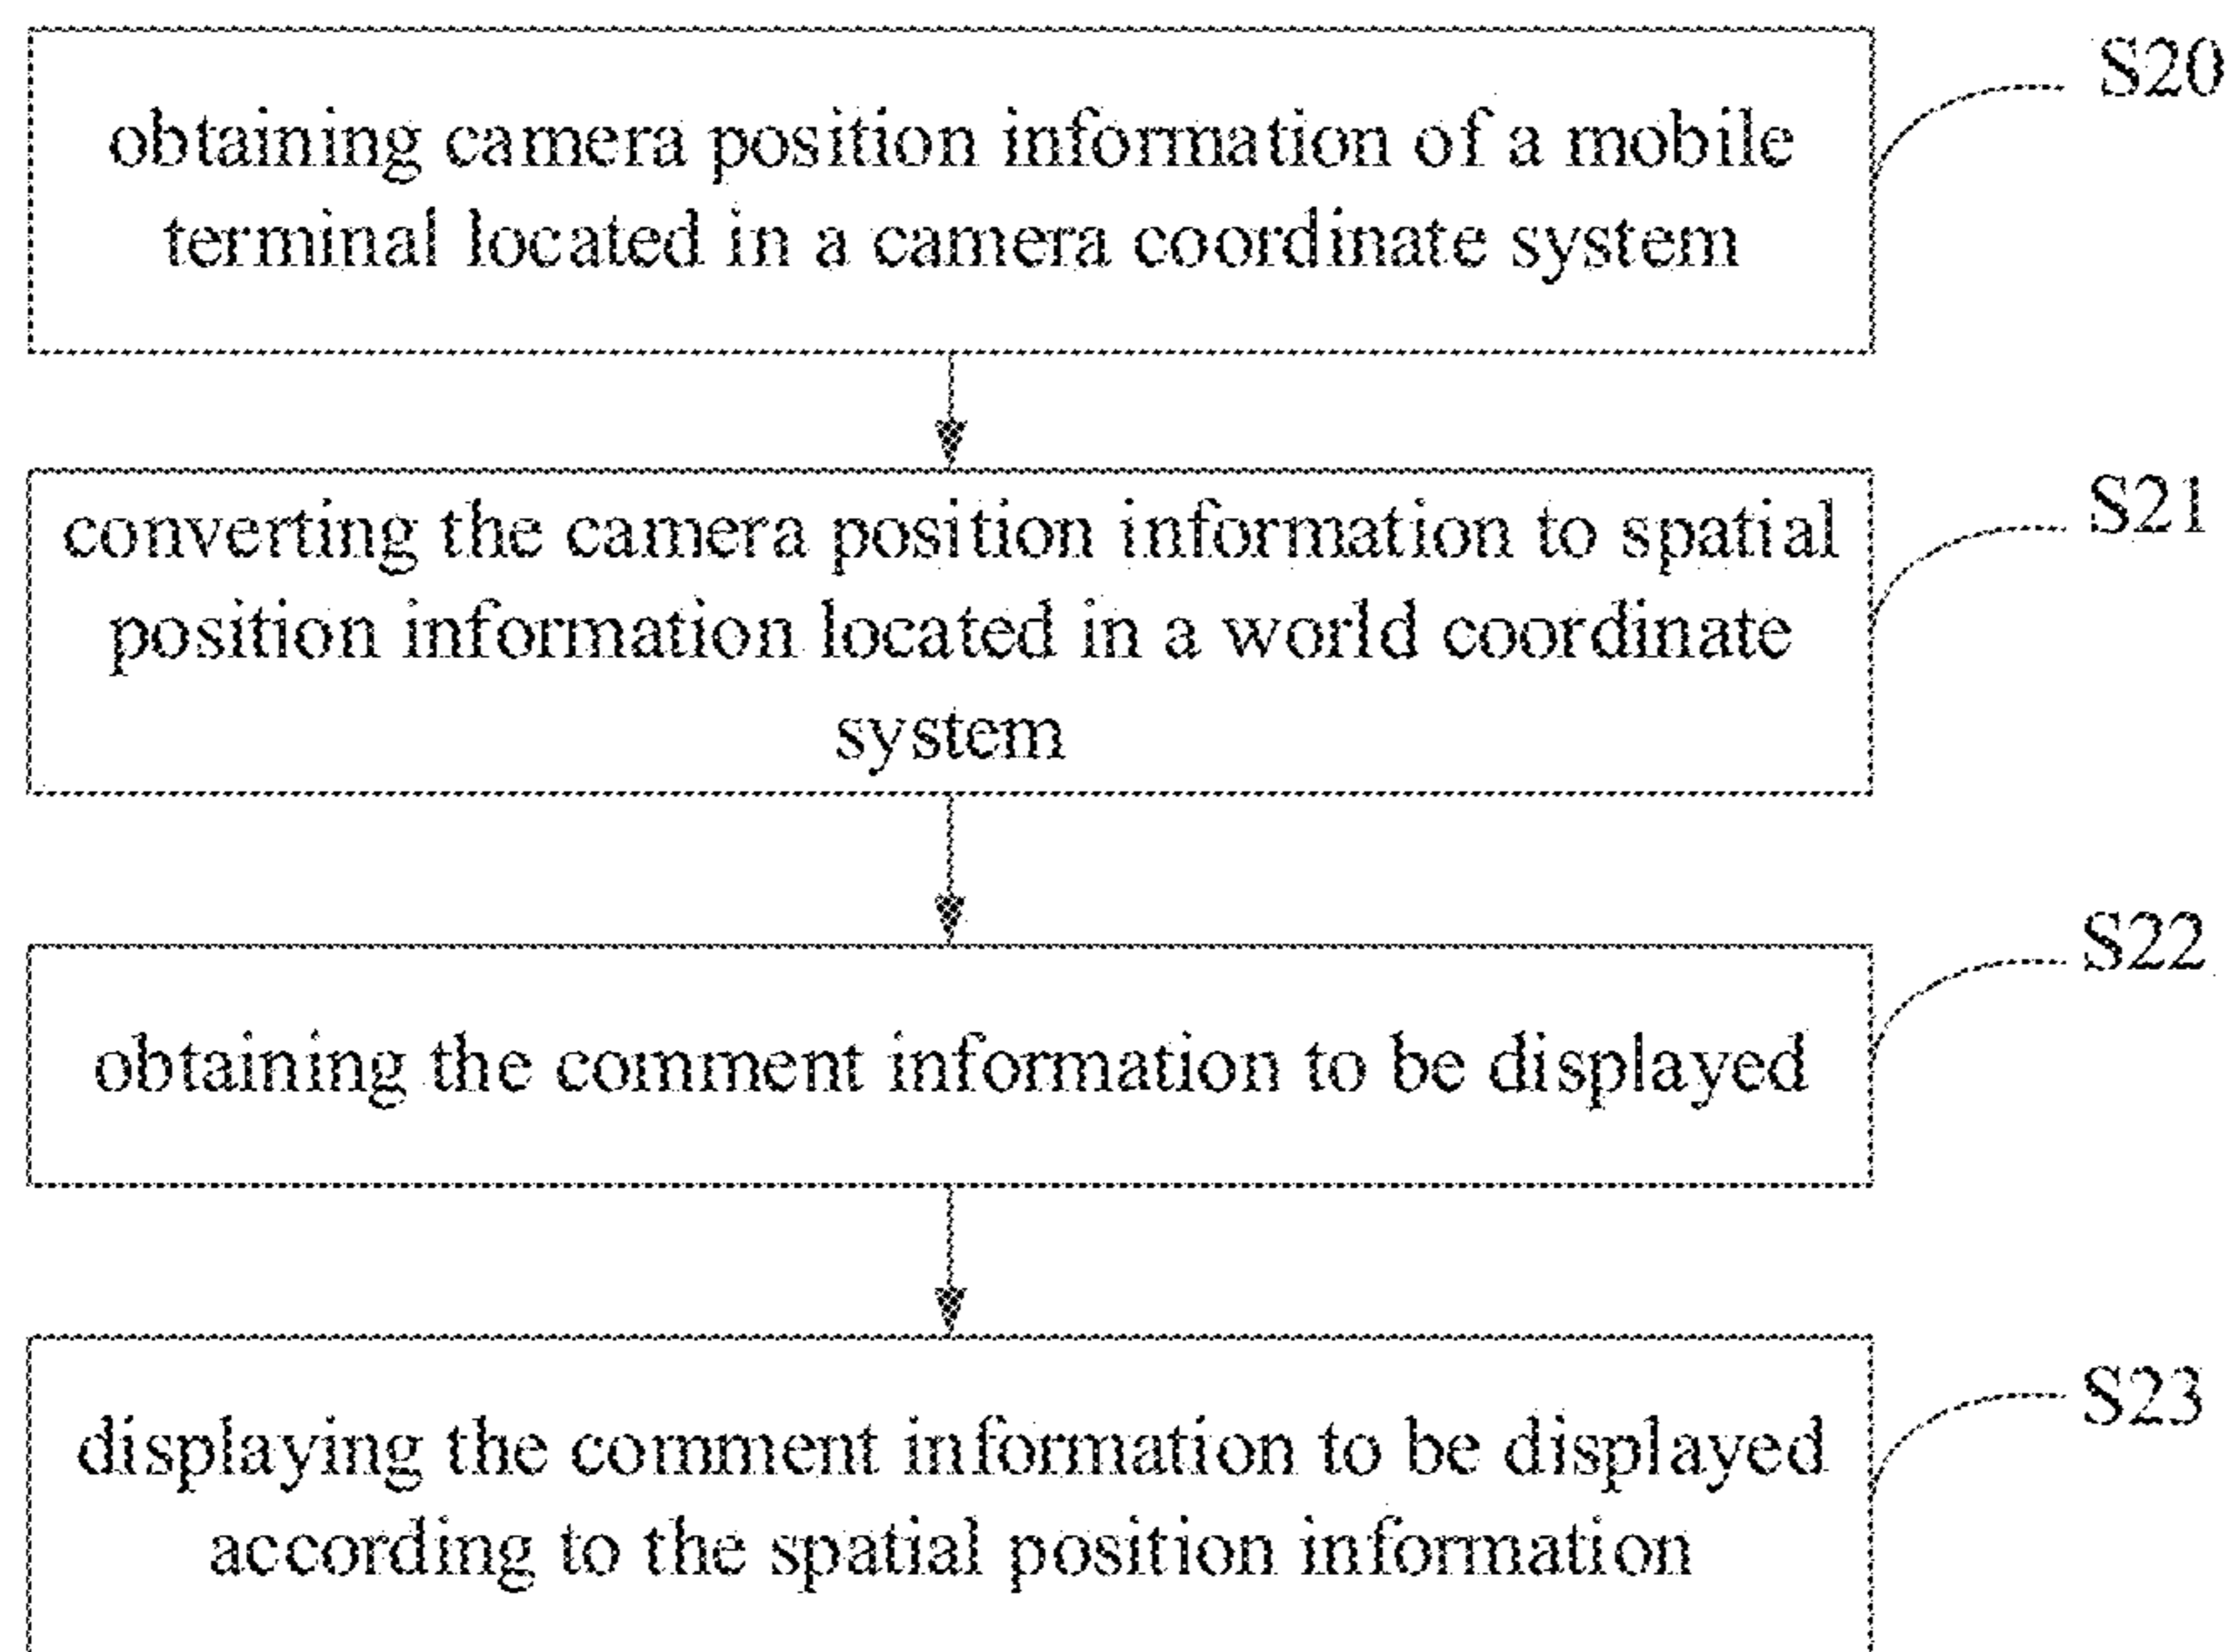 S20
obtaining camera position information of a mobile
terminal located in a camera coordinate system
S21
converting the camera position information to spatial
position information located in a world coordinate
system
S22
obtaining the comment information to be displayed
S23
displaying the comment information to be displayed
according to the spatial position information